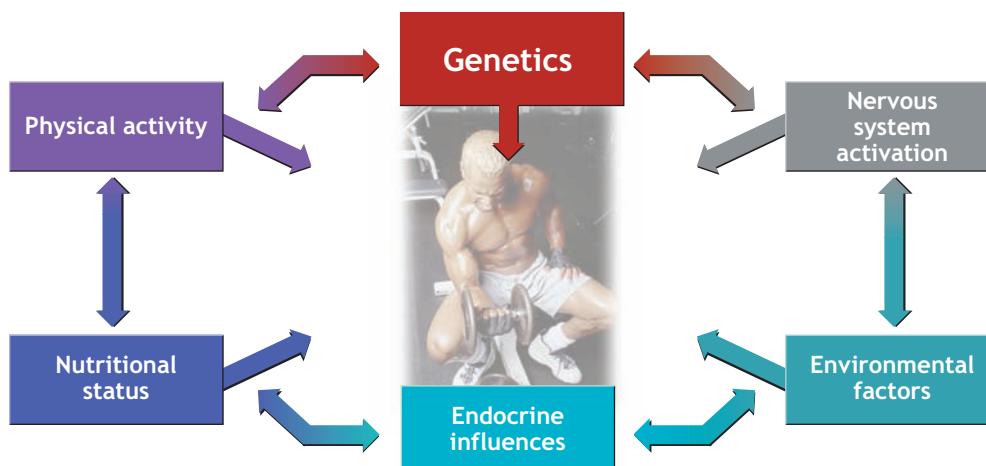 Genetics
Physical activity
Nervous
system
activation
Nutritional
status
Environmental
factors
Endocrine
influences